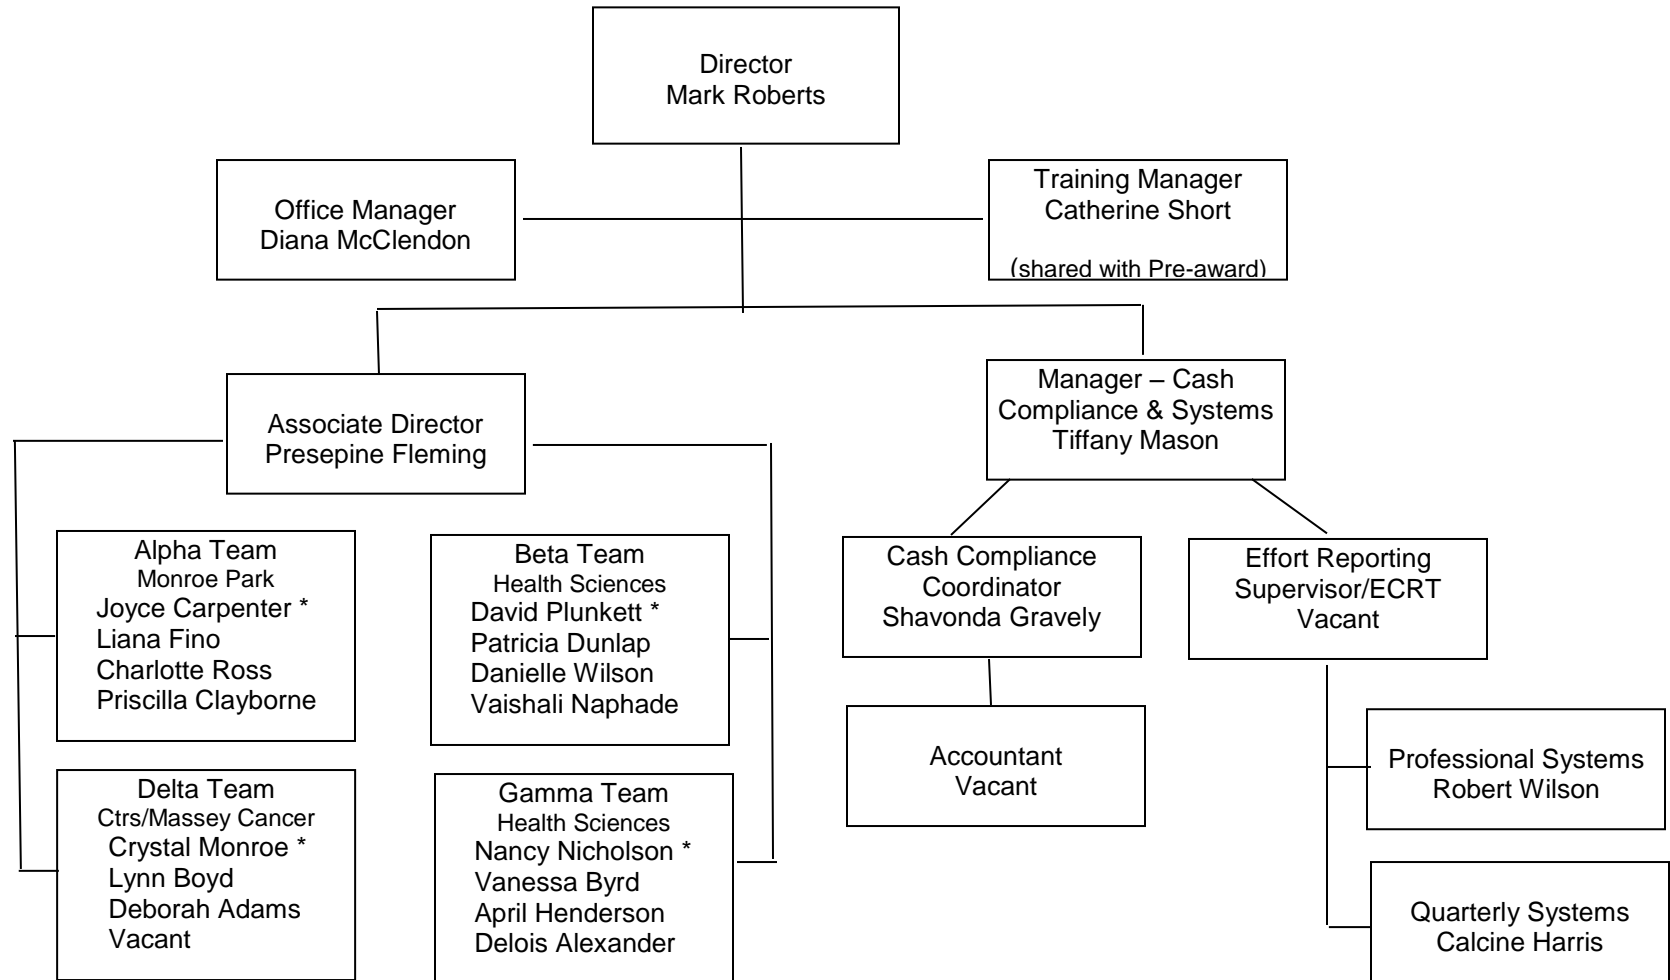 Director
Mark Roberts
Office Manager
Diana McClendon
Training Manager
Catherine Short
(shared with Pre-award)
Associate Director
Presepine Fleming
Manager – Cash
Compliance & Systems
Tiffany Mason
Alpha Team
Monroe Park
Joyce Carpenter *
Liana Fino
Charlotte Ross
Priscilla Clayborne
Beta Team
Health Sciences
David Plunkett *
Patricia Dunlap
Danielle Wilson
Vaishali Naphade
Cash Compliance
Coordinator
Shavonda Gravely
Effort Reporting
Supervisor/ECRT
Vacant
Delta Team
Ctrs/Massey Cancer
Crystal Monroe *
Lynn Boyd
Deborah Adams
Vacant
Gamma Team
Health Sciences
Nancy Nicholson *
Vanessa Byrd
April Henderson
Delois Alexander
Accountant
Vacant
Professional Systems
Robert Wilson
Quarterly Systems
Calcine Harris